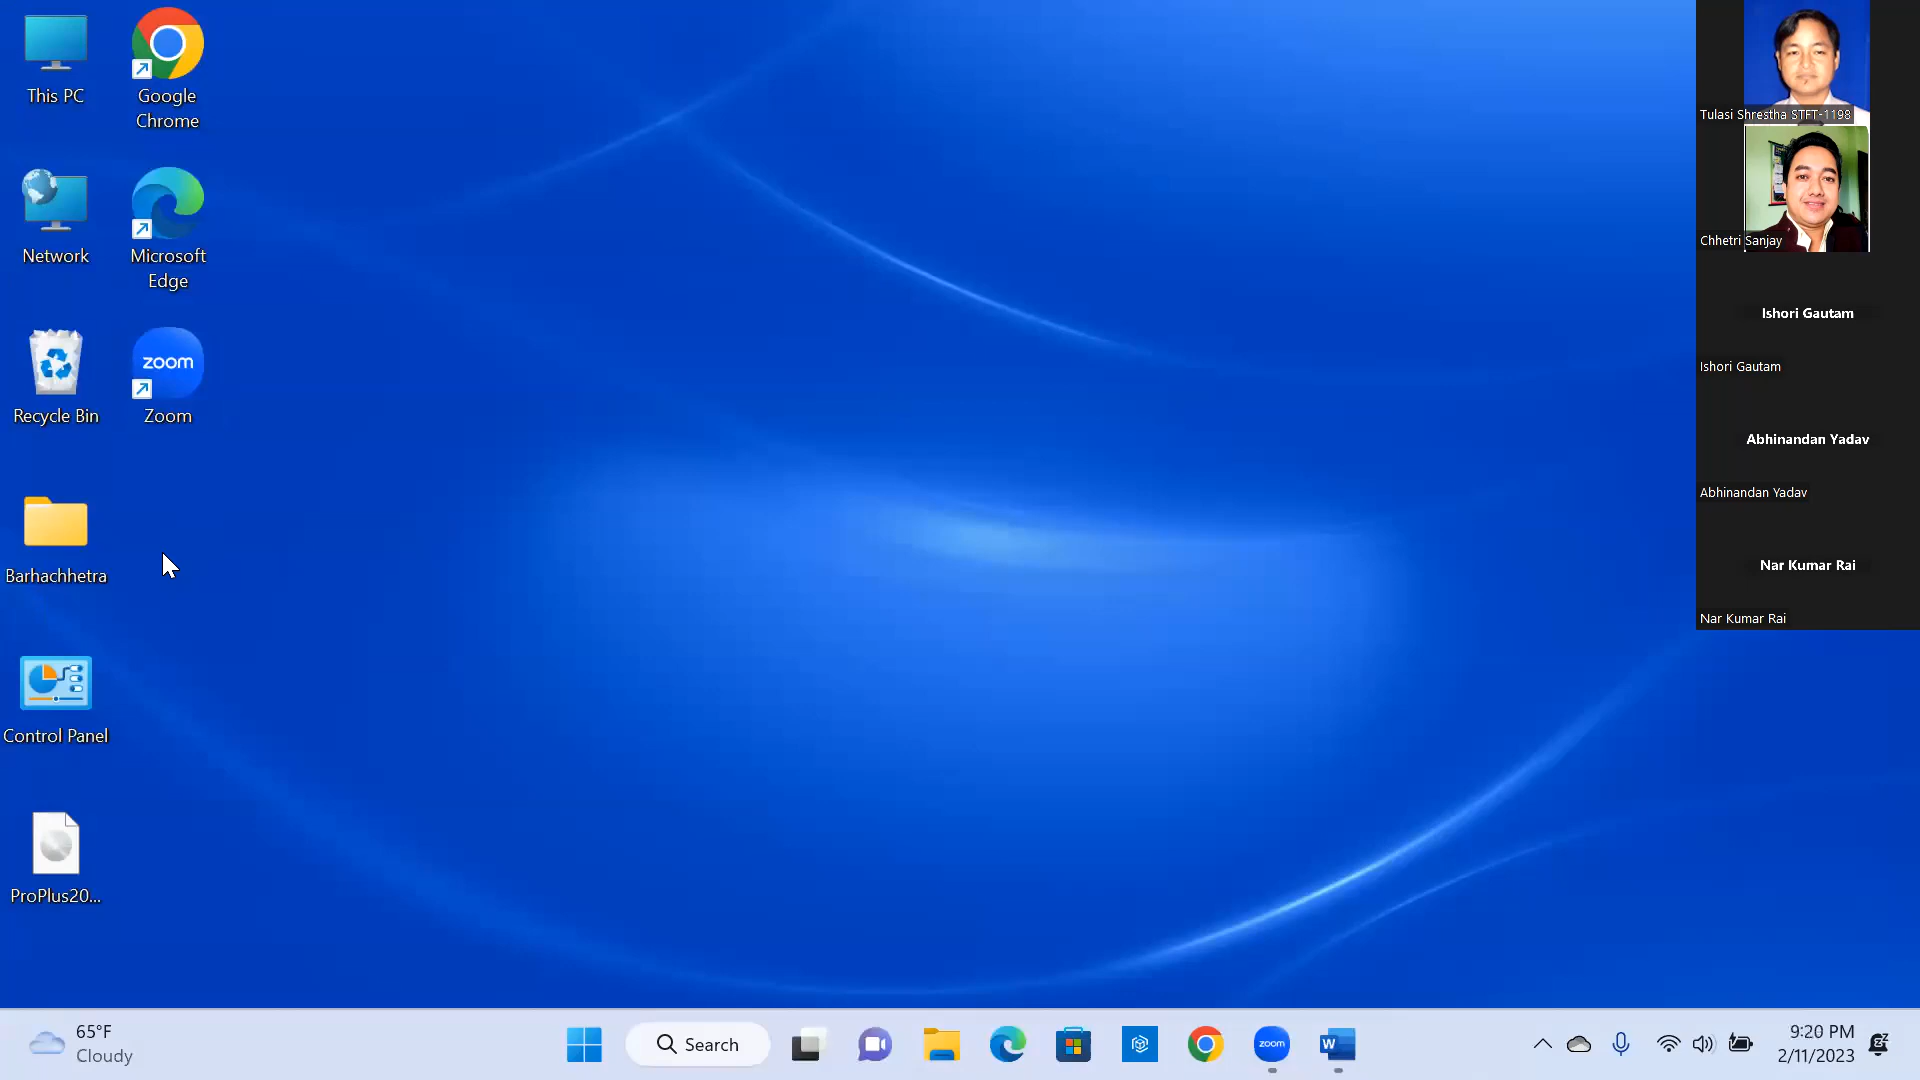 This PC
Google
Chrome
Network
Microsoft
Edge
Recycle Bin
zoom
Zoom
Barhachhetra
Control Panel
ProPlus20...
Tulasi Shrestha STFT-1198
Chhetri Sanjay
Ishori Gautam
Ishori Gautam
Abhinandan Yadav
Abhinandan Yadav
Nar Kumar Rai
Nar Kumar Rai
65°F
Cloudy
Search
zoom
W
9:20 PM
2/11/2023